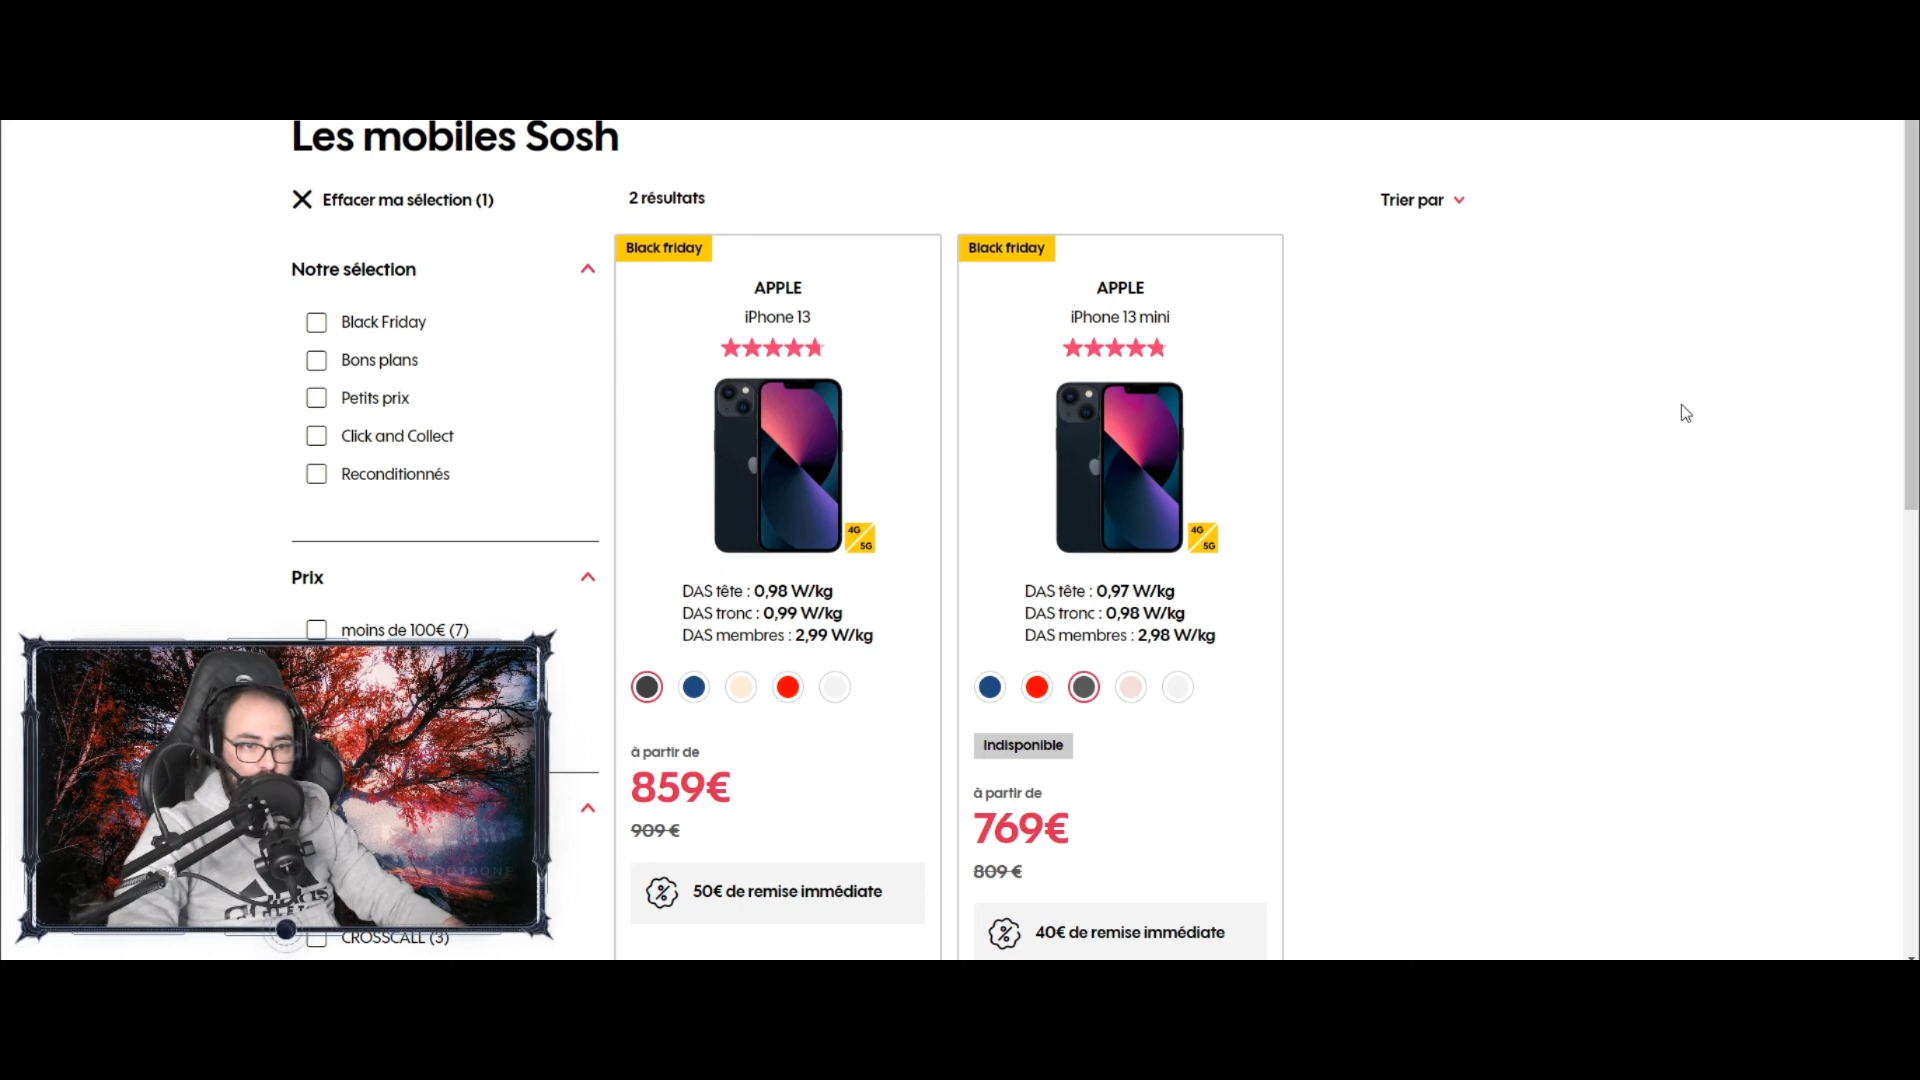 Les mobiles Sosh
Effacer ma sélection (1)
2 résultats
Trier par
Notre sélection
Black Friday
Bons plans
Petits prix
Click and Collect
Reconditionnés
Prix
moins de 100€ (7)
CROSSCALL (3)
Black friday
APPLE
iPhone 13
4G
5G
DAS tête : 0,98 W/kg
DAS tronc : 0,99 W/kg
DAS membres : 2,99 W/kg
à partir de
859€
909 €
50€ de remise immédiate
Black friday
APPLE
iPhone 13 mini
4G
5G
DAS tête : 0,97 W/kg
DAS tronc : 0,98 W/kg
DAS membres : 2,98 W/kg
Indisponible
à partir de
769€
809 €
40€ de remise immédiate